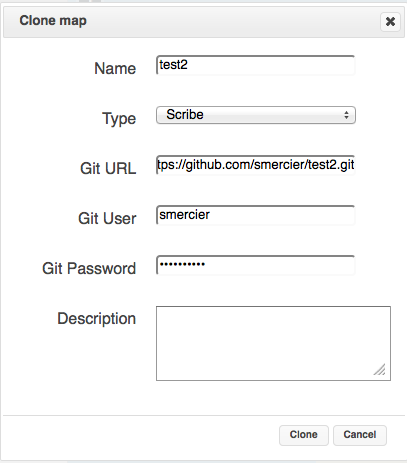 Clone map
Name test2
Type Scribe
Git URL tps://github.com/smercier/test2.git
Git User smercier
Git Password ••••••••••
Description
Clone Cancel